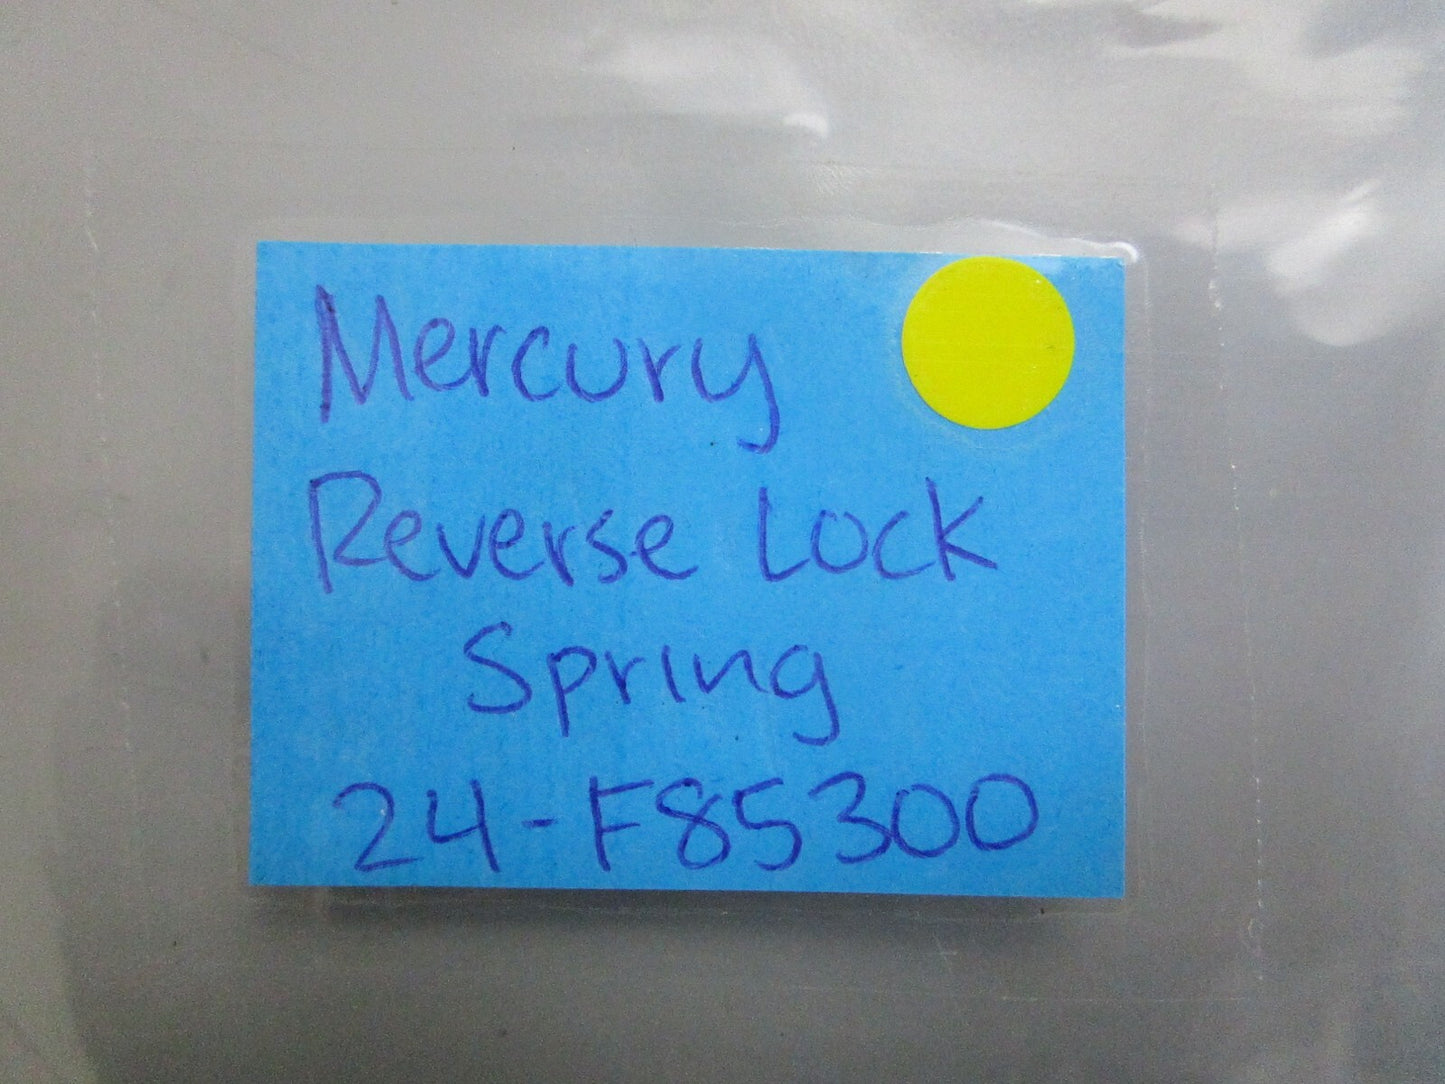 Mercury
Reverse Lock
Spring
24-F85300